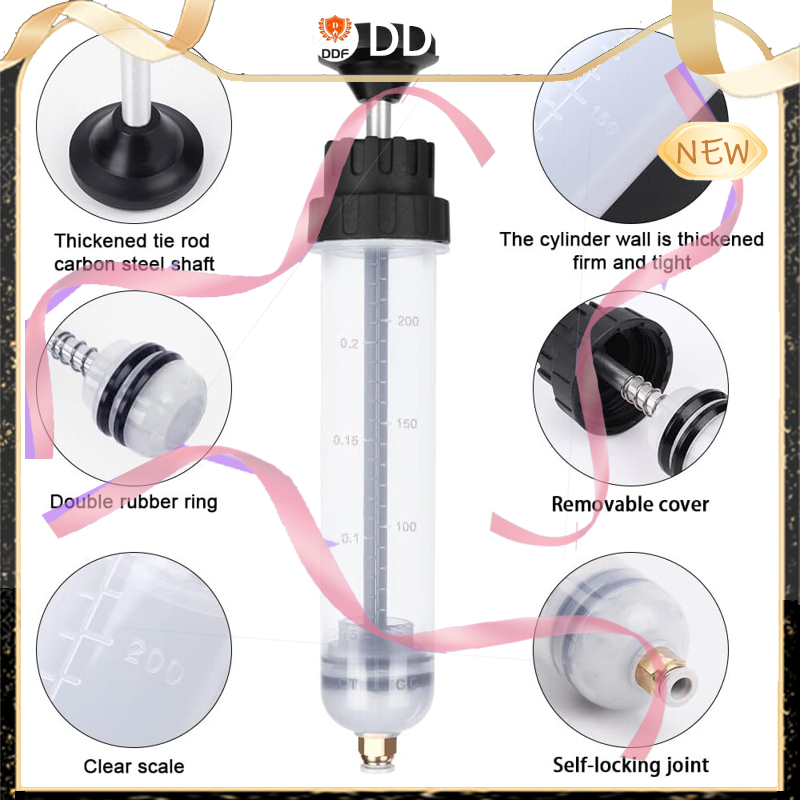 DDF
DD
NEW
150
Thickened tie rod
carbon steel shaft
The cylinder wall is thickened
firm and tight
200
0.2
150
0.15
100
0.1
Double rubber ring
Removable cover
200
Clear scale
Self-locking joint